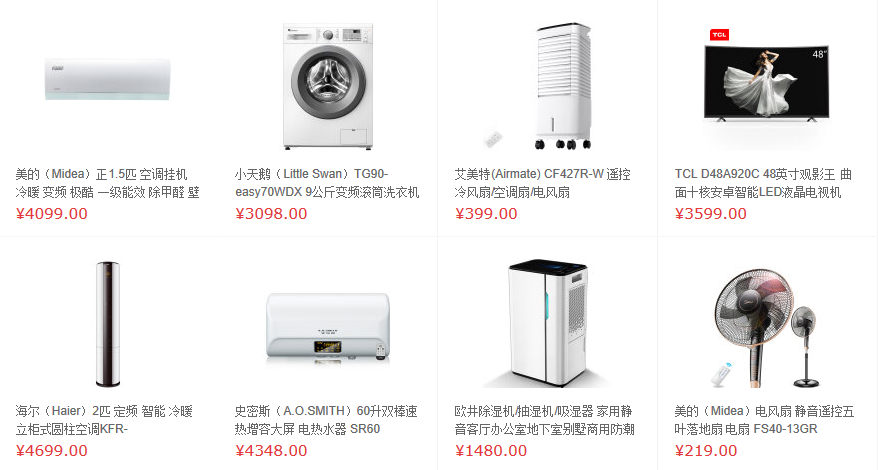 TCL
48"
美的（Midea）正1.5匹 空调挂机
冷暖 变频 极酷 一级能效 除甲醛 壁
¥4099.00
小天鹅（Little Swan）TG90-
easy70WDX 9公斤变频滚筒洗衣机
¥3098.00
艾美特(Airmate) CF427R-W 遥控
冷风扇/空调扇/电风扇
¥399.00
TCL D48A920C 48英寸观影王 曲
面十核安卓智能LED液晶电视机
¥3599.00
海尔（Haier）2匹 定频 智能 冷暖
立柜式圆柱空调KFR-
¥4699.00
史密斯（A.O.SMITH）60升双棒速
热增容大屏 电热水器 SR60
¥4348.00
欧井除湿机/抽湿机/吸湿器 家用静
音客厅办公室地下室别墅商用防潮
¥1480.00
美的（Midea）电风扇 静音遥控五
叶落地扇 电扇 FS40-13GR
¥219.00